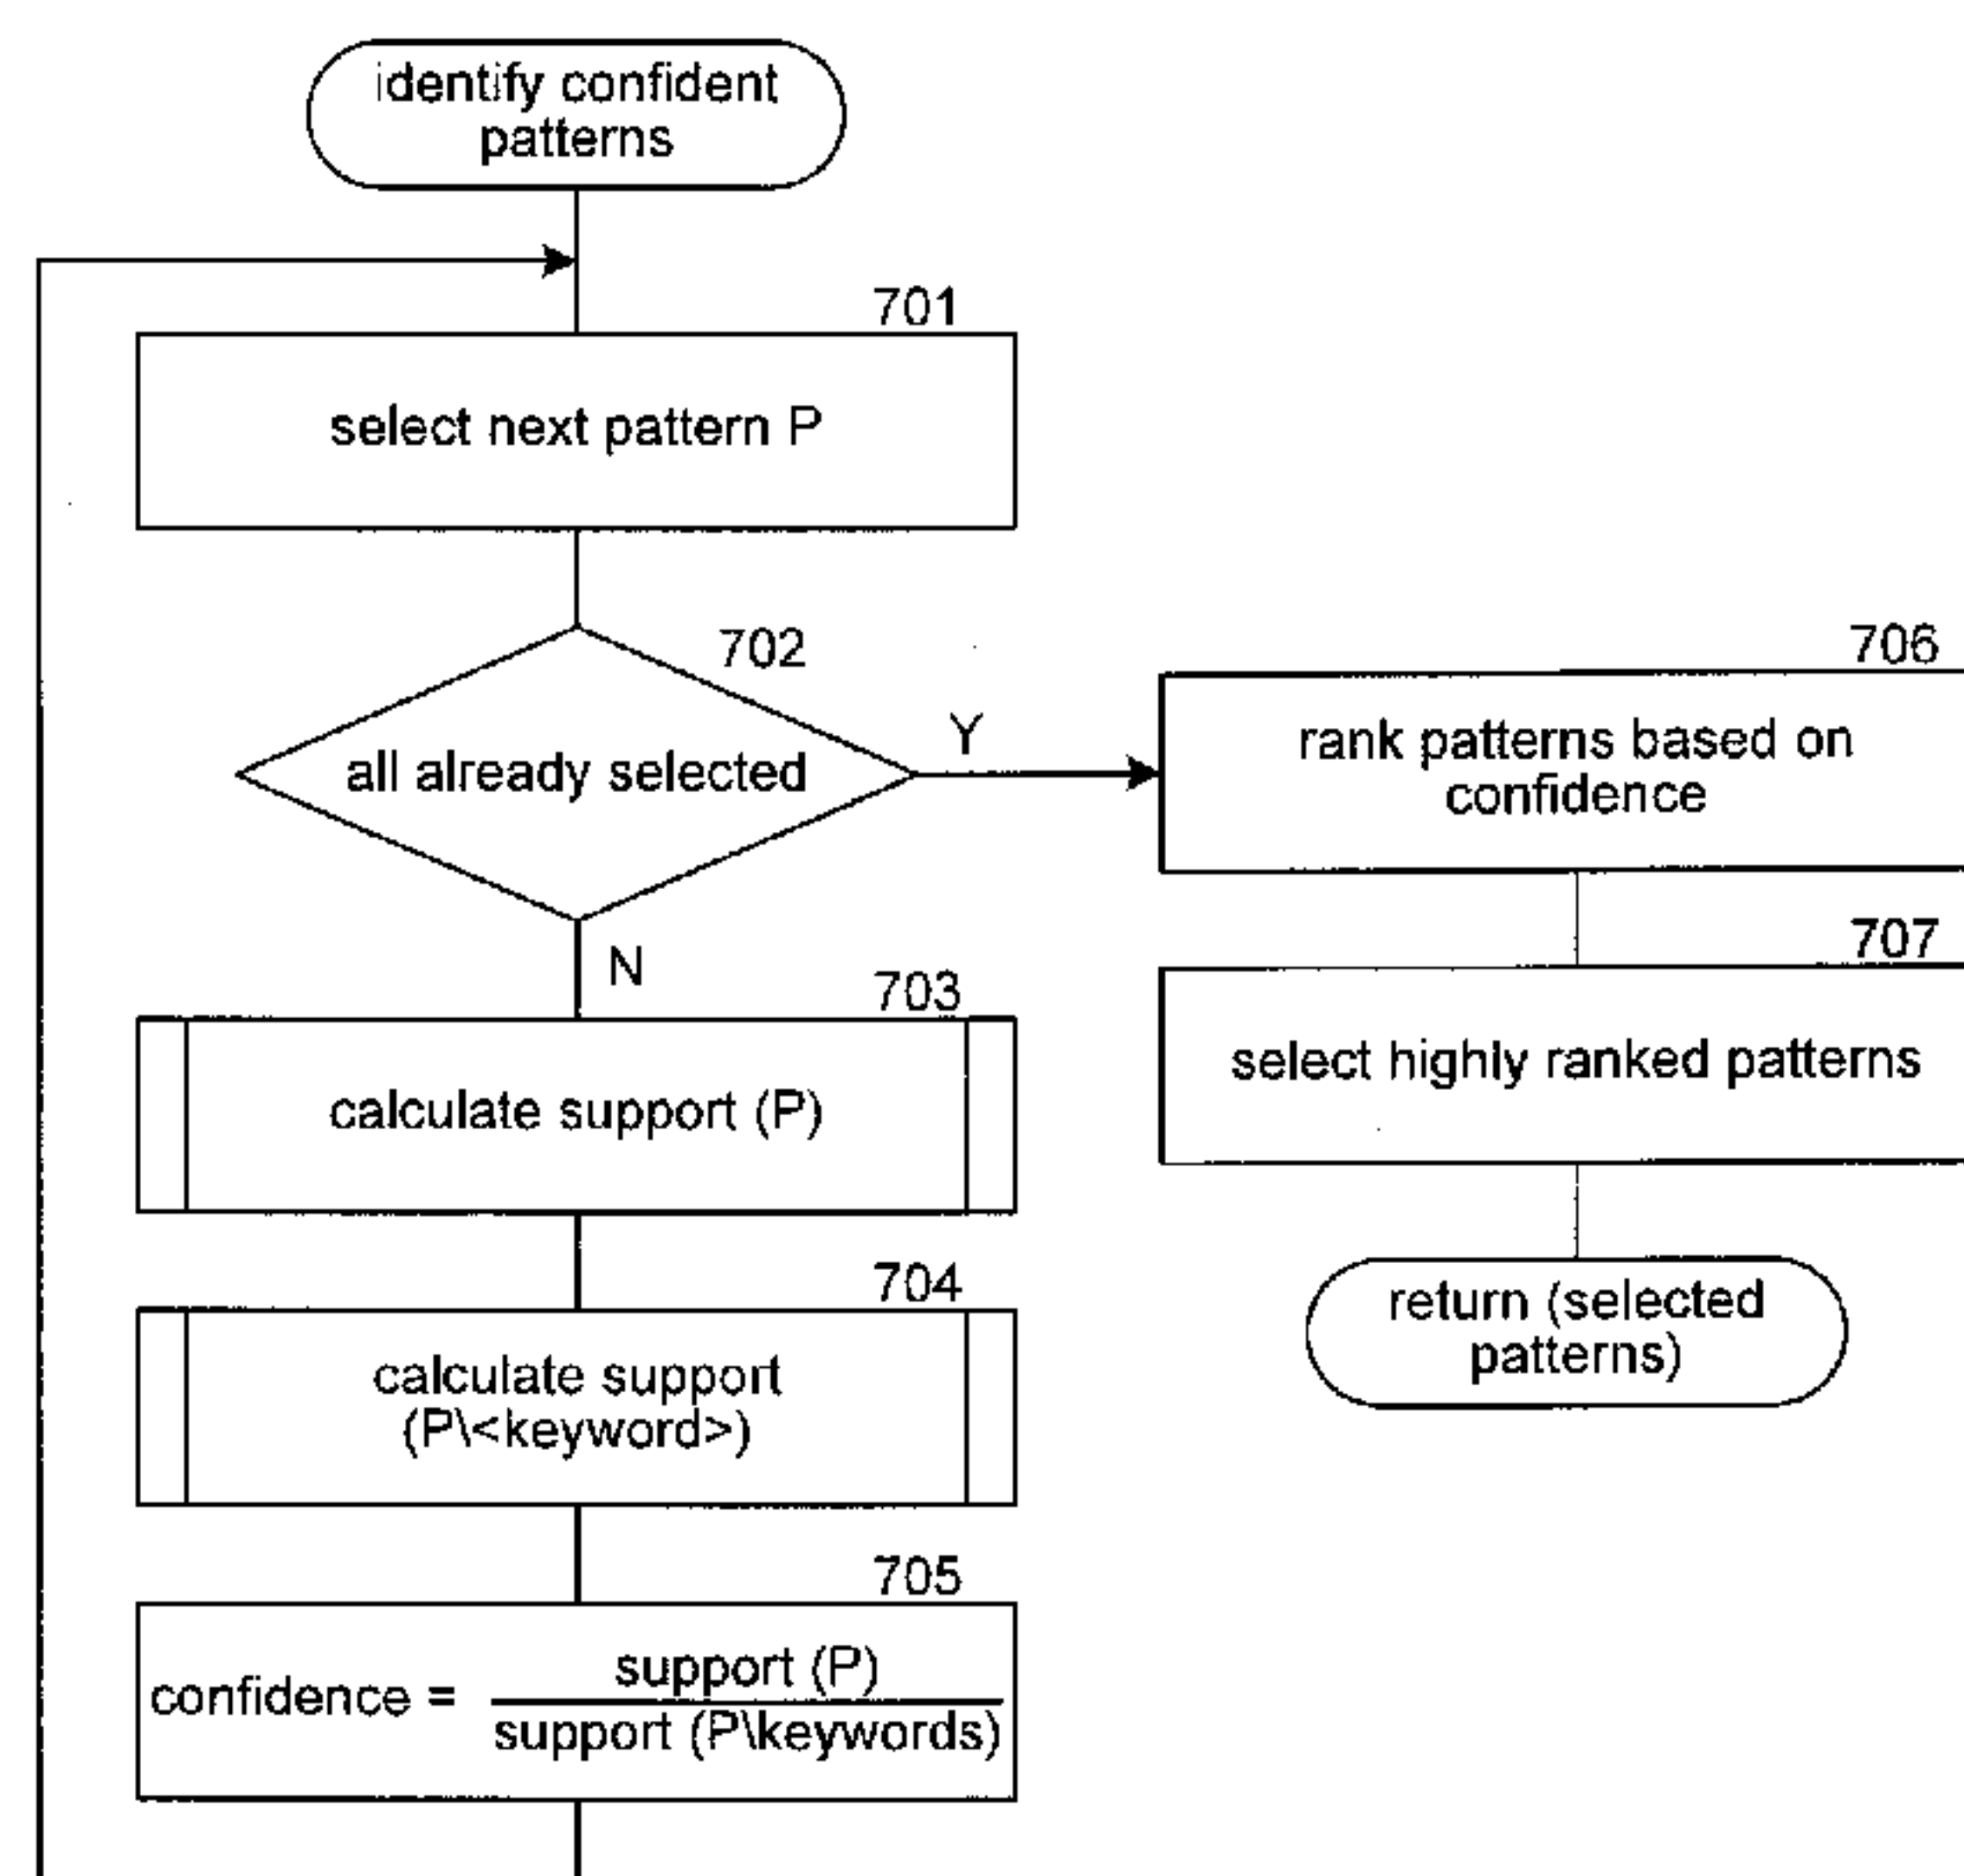 identify confident
patterns
701
select next pattern P
702
all already selected
Y
N
703
calculate support (P)
704
calculate support
(P\<keyword>)
705
confidence = support (P)
support (P\keywords)
706
rank patterns based on
confidence
707
select highly ranked patterns
return (selected
patterns)